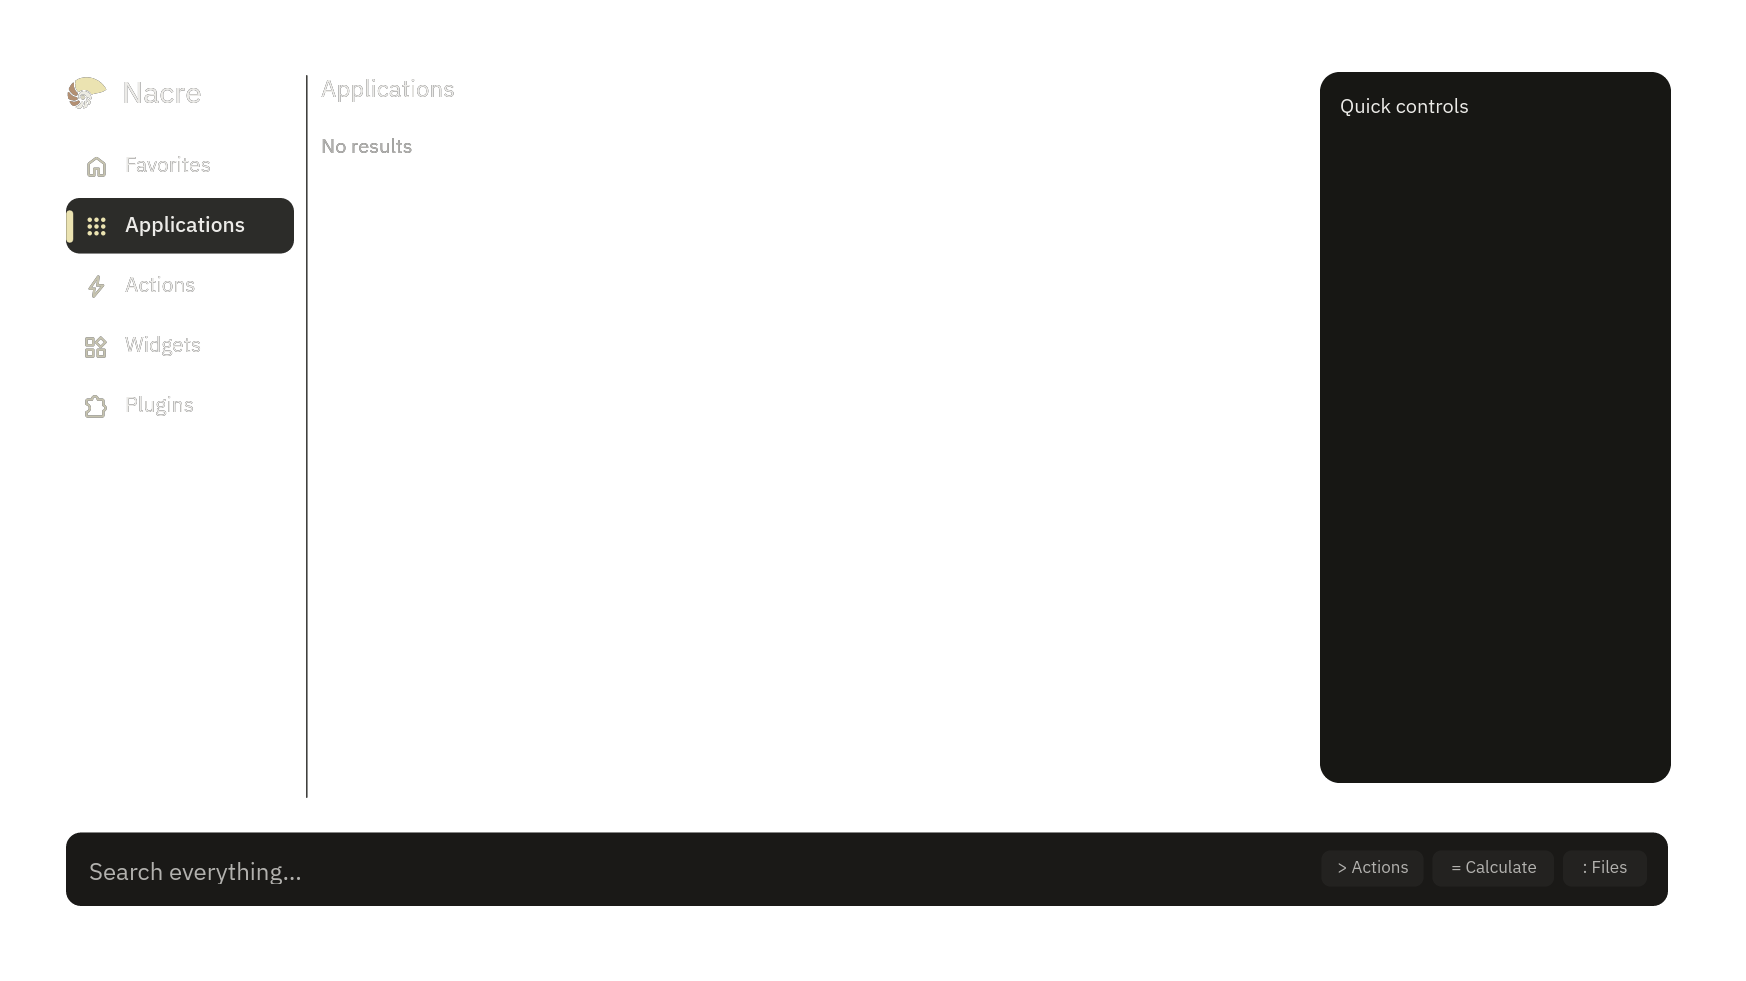 Nacre
Favorites
Applications
Actions
Widgets
Plugins
Applications
No results
Quick controls
Search everything...
> Actions
= Calculate
: Files